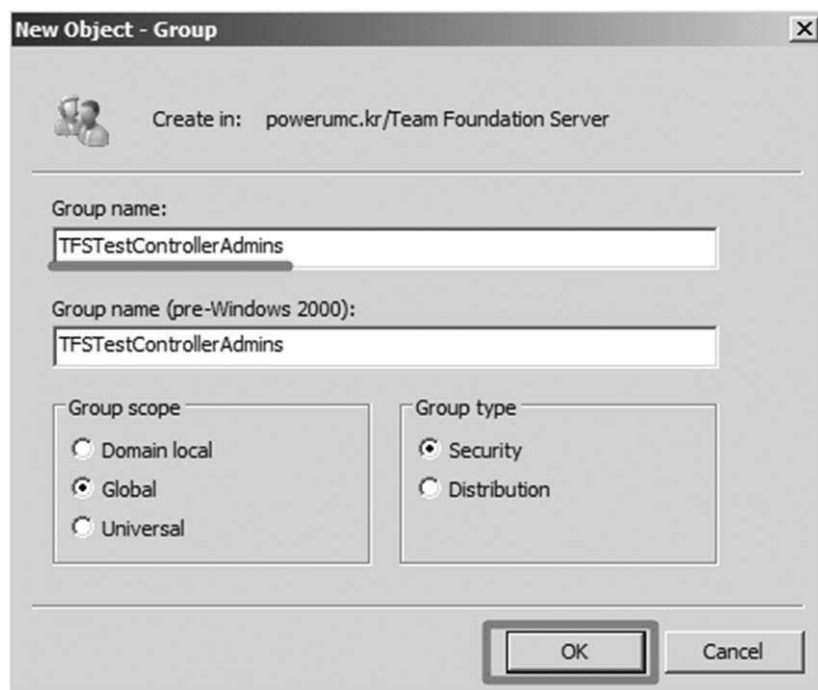 New Object - Group
Create in: powerumc.kr/Team Foundation Server
Group name:
TFSTestControllerAdmins
Group name (pre-Windows 2000):
TFSTestControllerAdmins
Group scope
Domain local
Global
Universal
Group type
Security
Distribution
OK
Cancel